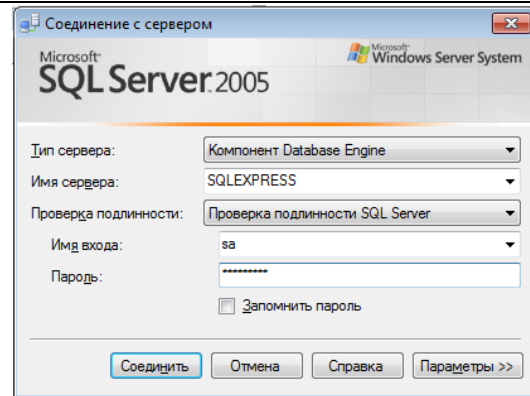 Соединение с сервером
Microsoft
SQL Server 2005
Microsoft
Windows Server System
Тип сервера: Компонент Database Engine
Имя сервера: SQLEXPRESS
Проверка подлинности: Проверка подлинности SQL Server
Имя входа: sa
Пароль: *********
Запомнить пароль
Соединить Отмена Справка Параметры >>